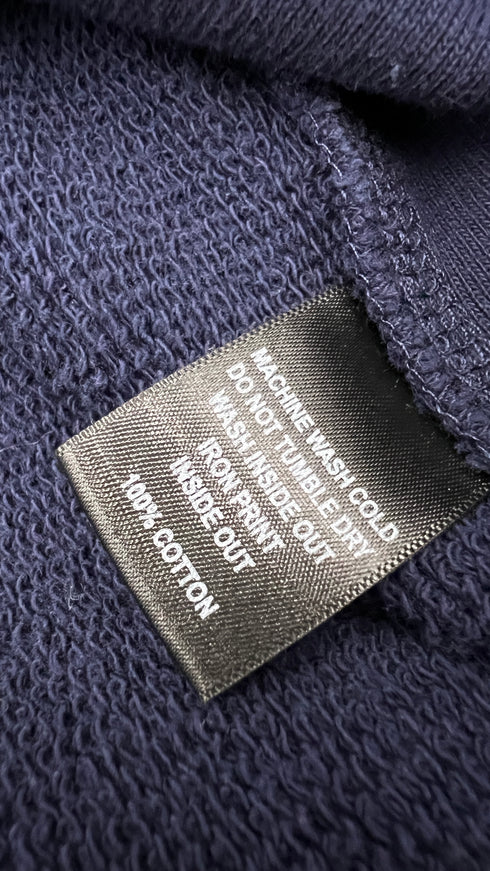 MACHINE WASH COLD
DO NOT TUMBLE DRY
WASH INSIDE OUT
IRON PRINT
INSIDE OUT
100% COTTON